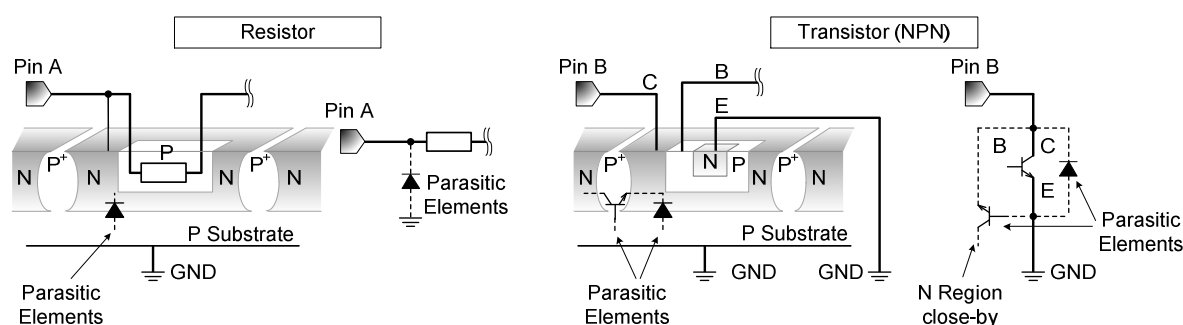 Resistor
Pin A
Pin A
N
P+
N
P
N
P+
N
Parasitic
Elements
P Substrate
GND
Parasitic
Elements
Transistor (NPN)
Pin B
C
B
E
N
P+
N
N
P
N
P+
N
P Substrate
GND
GND
Parasitic
Elements
Pin B
B
C
E
Parasitic
Elements
GND
N Region
close-by